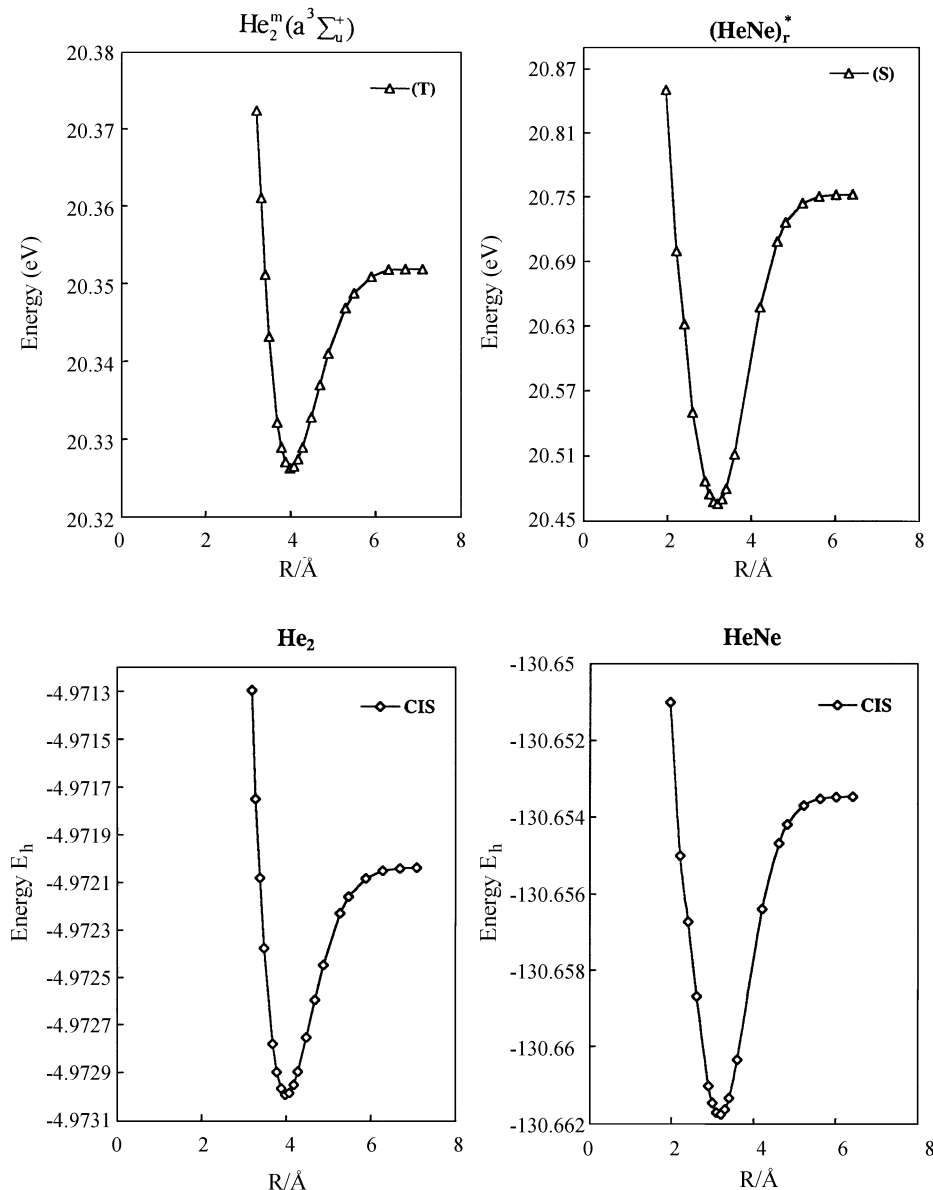 He₂ᵐ(a³Σᵤ⁺)
(T)
Energy (eV)
20.38
20.37
20.36
20.35
20.34
20.33
20.32
0 2 4 6 8
R/Å
(HeNe)ᵣ*
(S)
Energy (eV)
20.87
20.81
20.75
20.69
20.63
20.57
20.51
20.45
0 2 4 6 8
R/Å
He₂
CIS
Energy Eₕ
-4.9713
-4.9715
-4.9717
-4.9719
-4.9721
-4.9723
-4.9725
-4.9727
-4.9729
-4.9731
0 2 4 6 8
R/Å
HeNe
CIS
Energy Eₕ
-130.65
-130.652
-130.654
-130.656
-130.658
-130.66
-130.662
0 2 4 6 8
R/Å